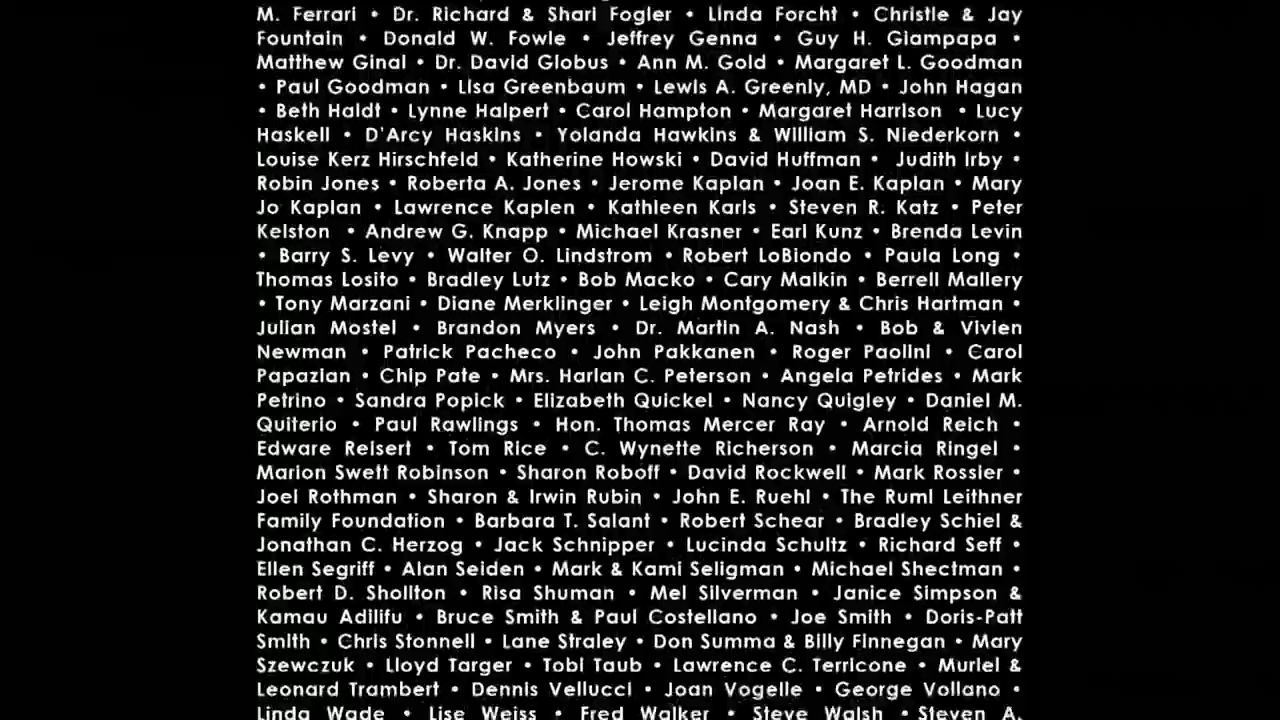 M. Ferrari • Dr. Richard & Shari Fogler • Linda Forcht • Christie & Jay
Fountain • Donald W. Fowle • Jeffrey Genna • Guy H. Giampapa •
Matthew Ginal • Dr. David Globus • Ann M. Gold • Margaret L. Goodman
• Paul Goodman • Lisa Greenbaum • Lewis A. Greenly, MD • John Hagan
• Beth Haldt • Lynne Halpert • Carol Hampton • Margaret Harrison • Lucy
Haskell • D'Arcy Haskins • Yolanda Hawkins & William S. Niederkorn •
Louise Kerz Hirschfeld • Katherine Howski • David Huffman • Judith Irby •
Robin Jones • Roberta A. Jones • Jerome Kaplan • Joan E. Kaplan • Mary
Jo Kaplan • Lawrence Kaplen • Kathleen Karls • Steven R. Katz • Peter
Kelston • Andrew G. Knapp • Michael Krasner • Earl Kunz • Brenda Levin
• Barry S. Levy • Walter O. Lindstrom • Robert LoBiondo • Paula Long •
Thomas Losito • Bradley Lutz • Bob Macko • Cary Malkin • Berrell Mallery
• Tony Marzani • Diane Merklinger • Leigh Montgomery & Chris Hartman •
Julian Mostel • Brandon Myers • Dr. Martin A. Nash • Bob & Vivien
Newman • Patrick Pacheco • John Pakkanen • Roger Paolini • Carol
Papazian • Chip Pate • Mrs. Harlan C. Peterson • Angela Petrides • Mark
Petrino • Sandra Popick • Elizabeth Quickel • Nancy Quigley • Daniel M.
Quiterio • Paul Rawlings • Hon. Thomas Mercer Ray • Arnold Reich •
Edware Reisert • Tom Rice • C. Wynette Richerson • Marcia Ringel •
Marion Swett Robinson • Sharon Roboff • David Rockwell • Mark Rossier •
Joel Rothman • Sharon & Irwin Rubin • John E. Ruehl • The Ruml Leithner
Family Foundation • Barbara T. Salant • Robert Schear • Bradley Schiel &
Jonathan C. Herzog • Jack Schnipper • Lucinda Schultz • Richard Seff •
Ellen Segriff • Alan Seiden • Mark & Kami Seligman • Michael Shectman •
Robert D. Shollton • Risa Shuman • Mel Silverman • Janice Simpson &
Kamau Adilifu • Bruce Smith & Paul Costellano • Joe Smith • Doris-Patt
Smith • Chris Stonnell • Lane Straley • Don Summa & Billy Finnegan • Mary
Szewczuk • Lloyd Targer • Tobi Taub • Lawrence C. Terricone • Muriel &
Leonard Trambert • Dennis Vellucci • Joan Vogelle • George Vollano •
Linda Wade • Lise Weiss • Fred Walker • Steve Walsh • Steven A.